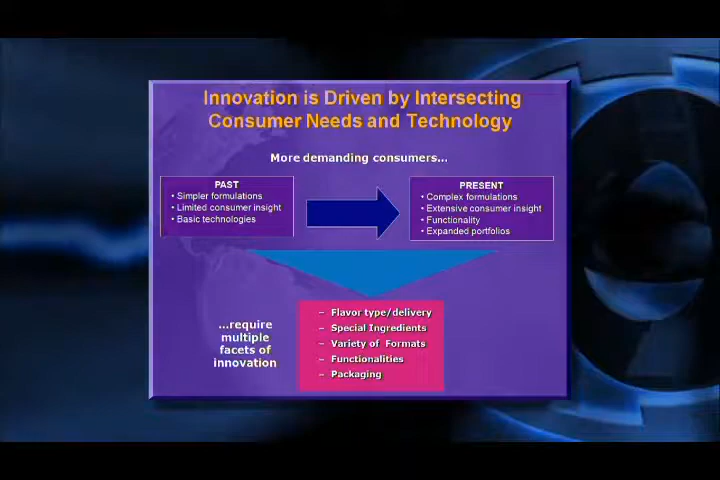 Innovation is Driven by Intersecting
Consumer Needs and Technology
More demanding consumers...
PAST
• Simpler formulations
• Limited consumer insight
• Basic technologies
PRESENT
• Complex formulations
• Extensive consumer insight
• Functionality
• Expanded portfolios
...require
multiple
facets of
innovation
– Flavor type/delivery
– Special Ingredients
– Variety of Formats
– Functionalities
– Packaging